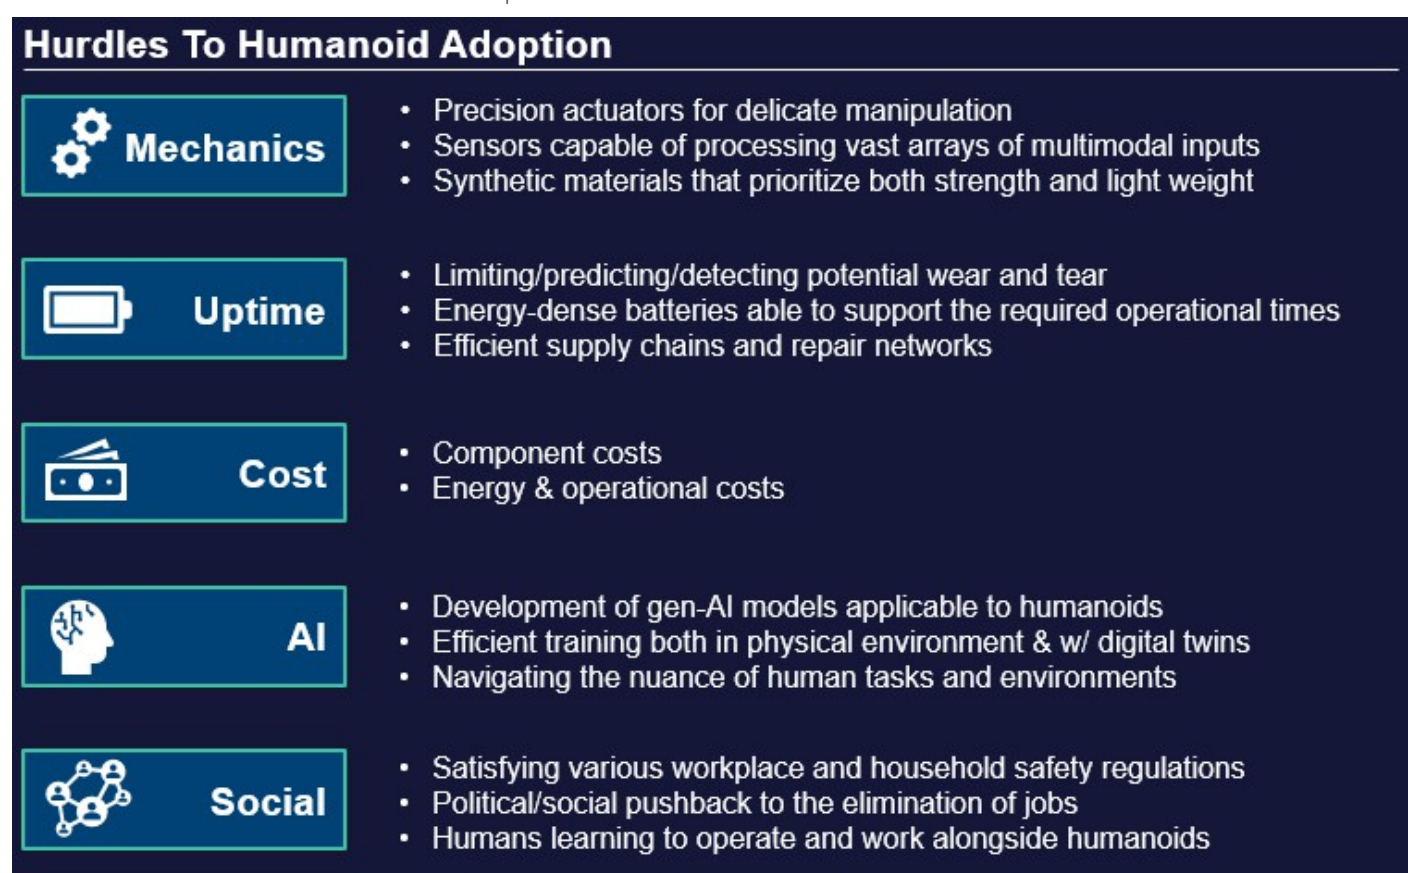 Hurdles To Humanoid Adoption
Mechanics
• Precision actuators for delicate manipulation
• Sensors capable of processing vast arrays of multimodal inputs
• Synthetic materials that prioritize both strength and light weight
Uptime
• Limiting/predicting/detecting potential wear and tear
• Energy-dense batteries able to support the required operational times
• Efficient supply chains and repair networks
Cost
• Component costs
• Energy & operational costs
AI
• Development of gen-AI models applicable to humanoids
• Efficient training both in physical environment & w/ digital twins
• Navigating the nuance of human tasks and environments
Social
• Satisfying various workplace and household safety regulations
• Political/social pushback to the elimination of jobs
• Humans learning to operate and work alongside humanoids